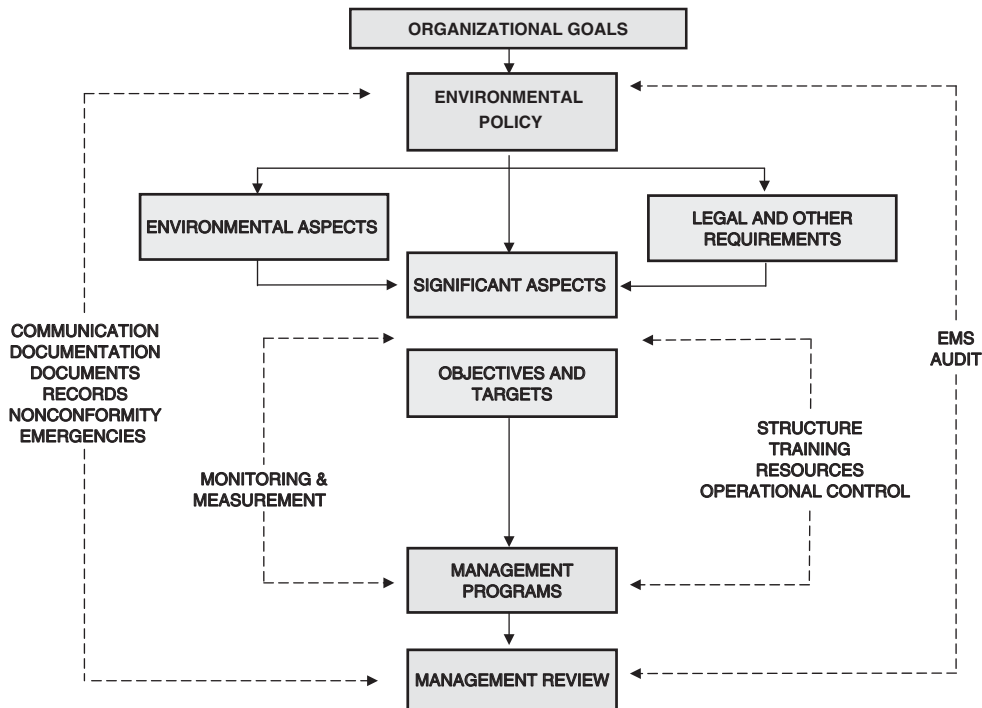 ORGANIZATIONAL GOALS
ENVIRONMENTAL
POLICY
ENVIRONMENTAL ASPECTS
LEGAL AND OTHER
REQUIREMENTS
SIGNIFICANT ASPECTS
COMMUNICATION
DOCUMENTATION
DOCUMENTS
RECORDS
NONCONFORMITY
EMERGENCIES
EMS
AUDIT
OBJECTIVES AND
TARGETS
MONITORING &
MEASUREMENT
STRUCTURE
TRAINING
RESOURCES
OPERATIONAL CONTROL
MANAGEMENT
PROGRAMS
MANAGEMENT REVIEW